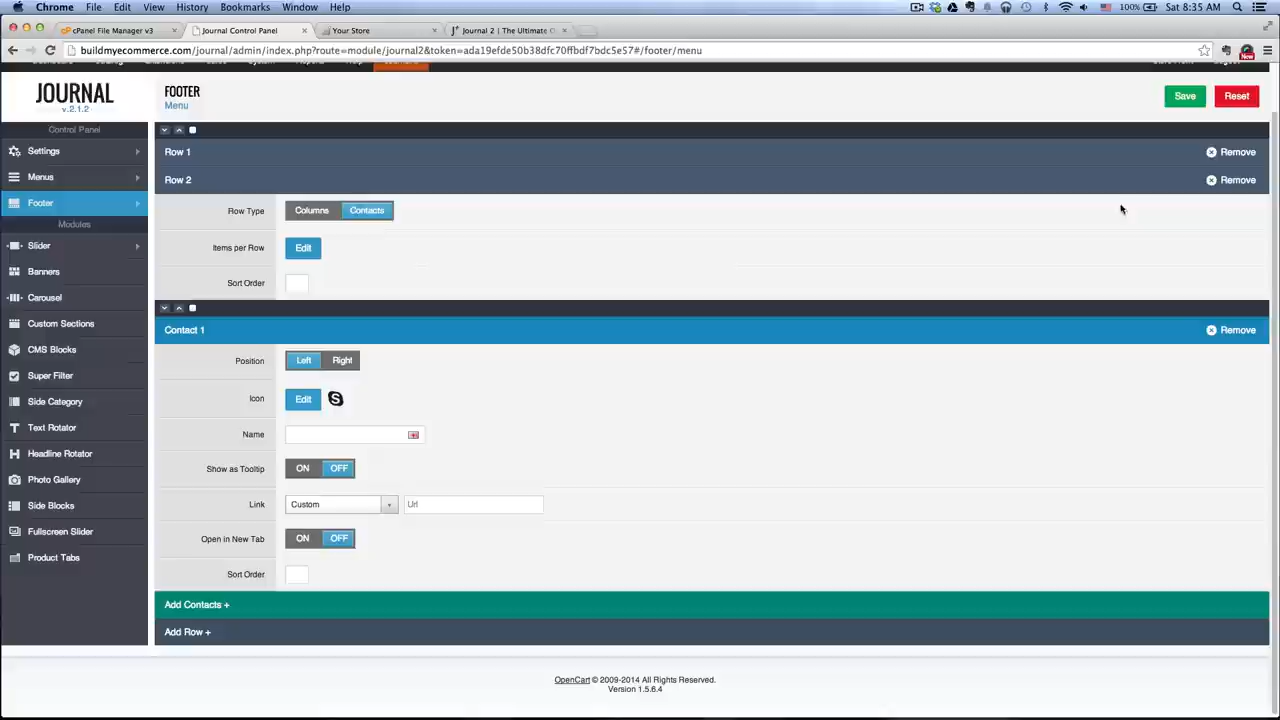 Chrome File Edit View History Bookmarks Window Help 100% Sat 8:35 AM
cPanel File Manager v3 Journal Control Panel Your Store Journal 2 | The Ultimate O
buildmyecommerce.com/journal/admin/index.php?route=module/journal2&token=ada19efde50b38dfc70ffbdf7bdc5e57#/footer/menu
New
JOURNAL
v.2.1.2
FOOTER
Menu
Save
Reset
Control Panel
Settings
Menus
Footer
Modules
Slider
Banners
Carousel
Custom Sections
CMS Blocks
Super Filter
Side Category
Text Rotator
Headline Rotator
Photo Gallery
Side Blocks
Fullscreen Slider
Product Tabs
Row 1 Remove
Row 2 Remove
Row Type Columns Contacts
Items per Row Edit
Sort Order
Contact 1 Remove
Position Left Right
Icon Edit
Name
Show as Tooltip ON OFF
Link Custom Url
Open in New Tab ON OFF
Sort Order
Add Contacts +
Add Row +
OpenCart © 2009-2014 All Rights Reserved.
Version 1.5.6.4